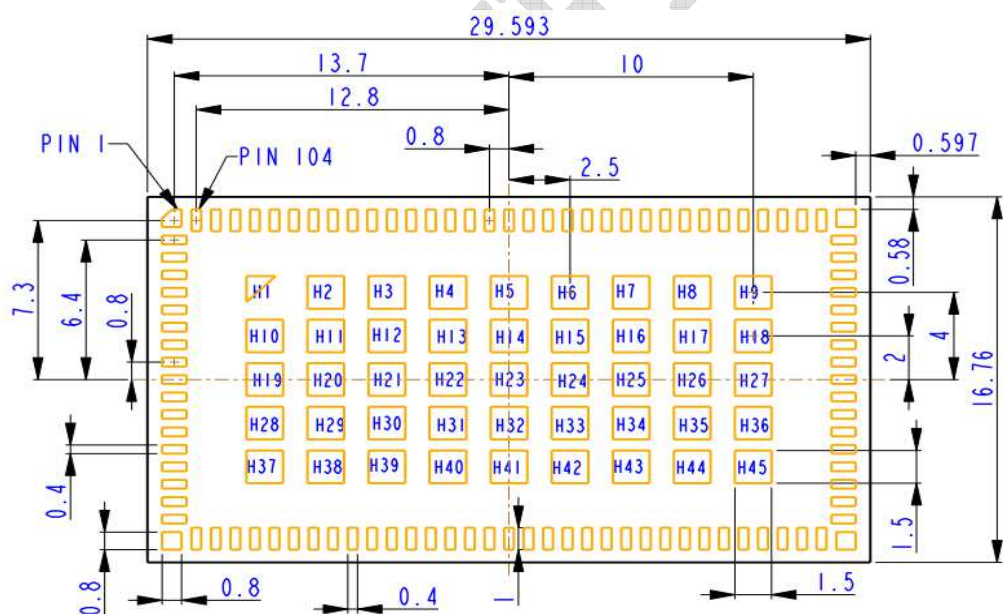 29.593
13.7 10
12.8
PIN 1 PIN 104 0.8 2.5 0.597
7.3 6.4 0.8 0.58
H1 H2 H3 H4 H5 H6 H7 H8 H9
H10 H11 H12 H13 H14 H15 H16 H17 H18
2 4 16.76
H19 H20 H21 H22 H23 H24 H25 H26 H27
H28 H29 H30 H31 H32 H33 H34 H35 H36
H37 H38 H39 H40 H41 H42 H43 H44 H45
0.4 1.5
0.8 0.8 0.4 1 1.5